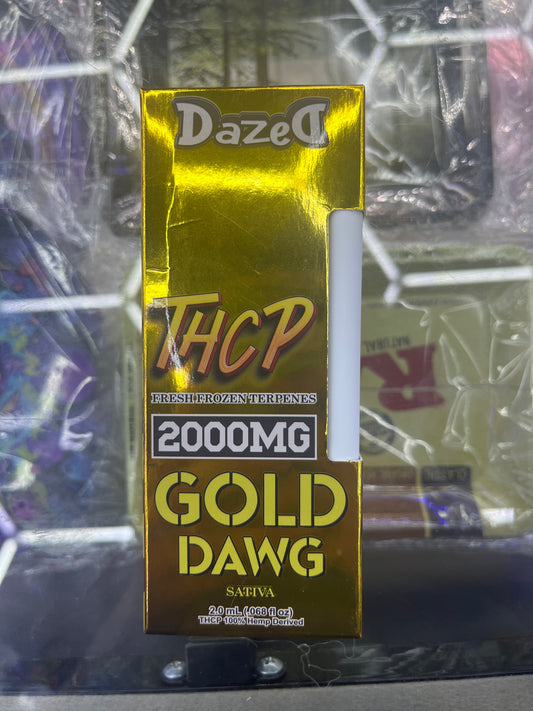 DazeD
THCP
FRESH FROZEN TERPENES
2000MG
GOLD
DAWG
SATIVA
2.0 mL (.068 fl oz)
THCP 100% Hemp Derived
NATURAL
R